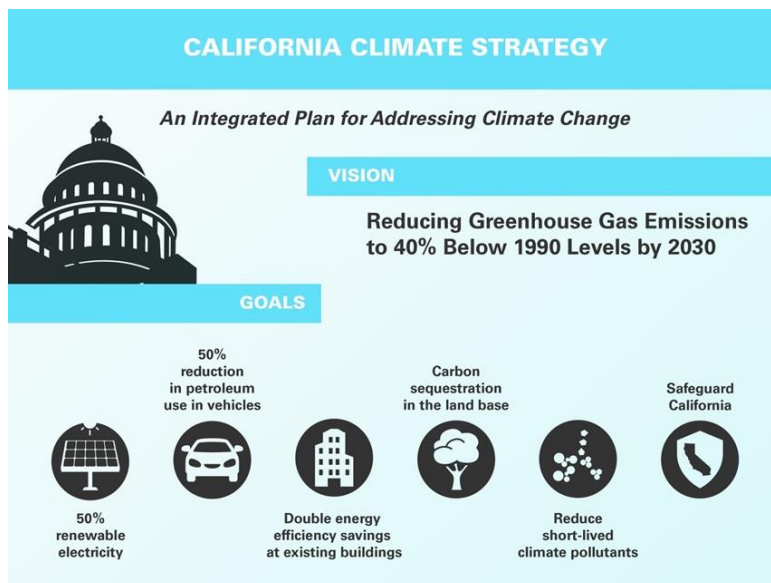 CALIFORNIA CLIMATE STRATEGY
An Integrated Plan for Addressing Climate Change
VISION
Reducing Greenhouse Gas Emissions
to 40% Below 1990 Levels by 2030
GOALS
50%
renewable
electricity
50%
reduction
in petroleum
use in vehicles
Double energy
efficiency savings
at existing buildings
Carbon
sequestration
in the land base
Reduce
short-lived
climate pollutants
Safeguard
California